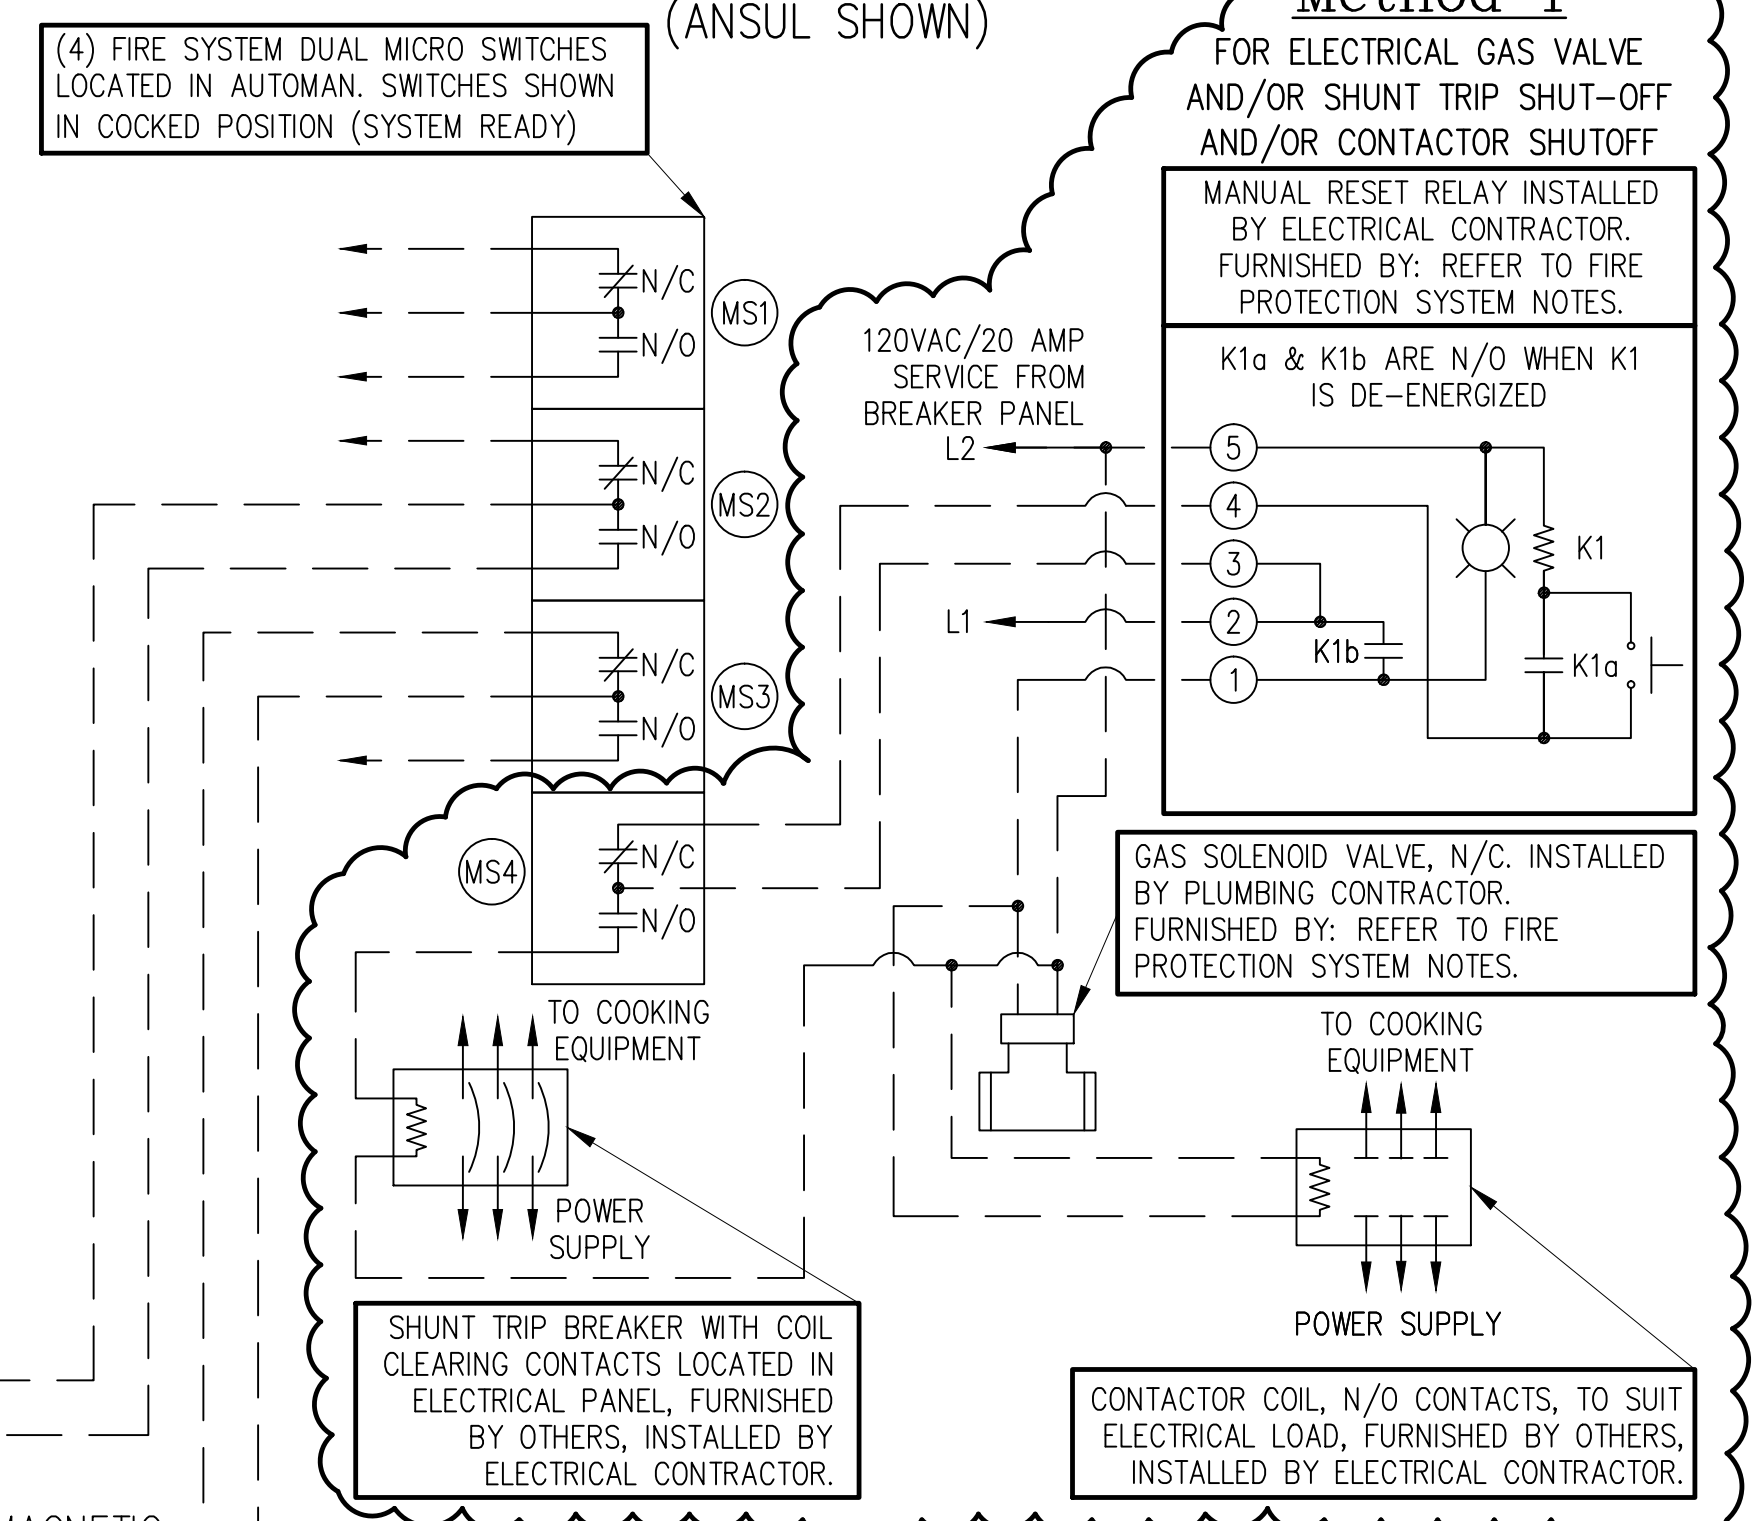 (ANSUL SHOWN)
(4) FIRE SYSTEM DUAL MICRO SWITCHES
LOCATED IN AUTOMAN. SWITCHES SHOWN
IN COCKED POSITION (SYSTEM READY)
Method 1
FOR ELECTRICAL GAS VALVE
AND/OR SHUNT TRIP SHUT-OFF
AND/OR CONTACTOR SHUTOFF
MANUAL RESET RELAY INSTALLED
BY ELECTRICAL CONTRACTOR.
FURNISHED BY: REFER TO FIRE
PROTECTION SYSTEM NOTES.
K1a & K1b ARE N/O WHEN K1
IS DE-ENERGIZED
N/C
MS1
N/O
N/C
MS2
N/O
N/C
MS3
N/O
MS4
N/C
N/O
120VAC/20 AMP
SERVICE FROM
BREAKER PANEL
L2
L1
5
4
3
2
1
K1
K1b
K1a
GAS SOLENOID VALVE, N/C. INSTALLED
BY PLUMBING CONTRACTOR.
FURNISHED BY: REFER TO FIRE
PROTECTION SYSTEM NOTES.
TO COOKING
EQUIPMENT
POWER
SUPPLY
TO COOKING
EQUIPMENT
POWER SUPPLY
SHUNT TRIP BREAKER WITH COIL
CLEARING CONTACTS LOCATED IN
ELECTRICAL PANEL, FURNISHED
BY OTHERS, INSTALLED BY
ELECTRICAL CONTRACTOR.
CONTACTOR COIL, N/O CONTACTS, TO SUIT
ELECTRICAL LOAD, FURNISHED BY OTHERS,
INSTALLED BY ELECTRICAL CONTRACTOR.